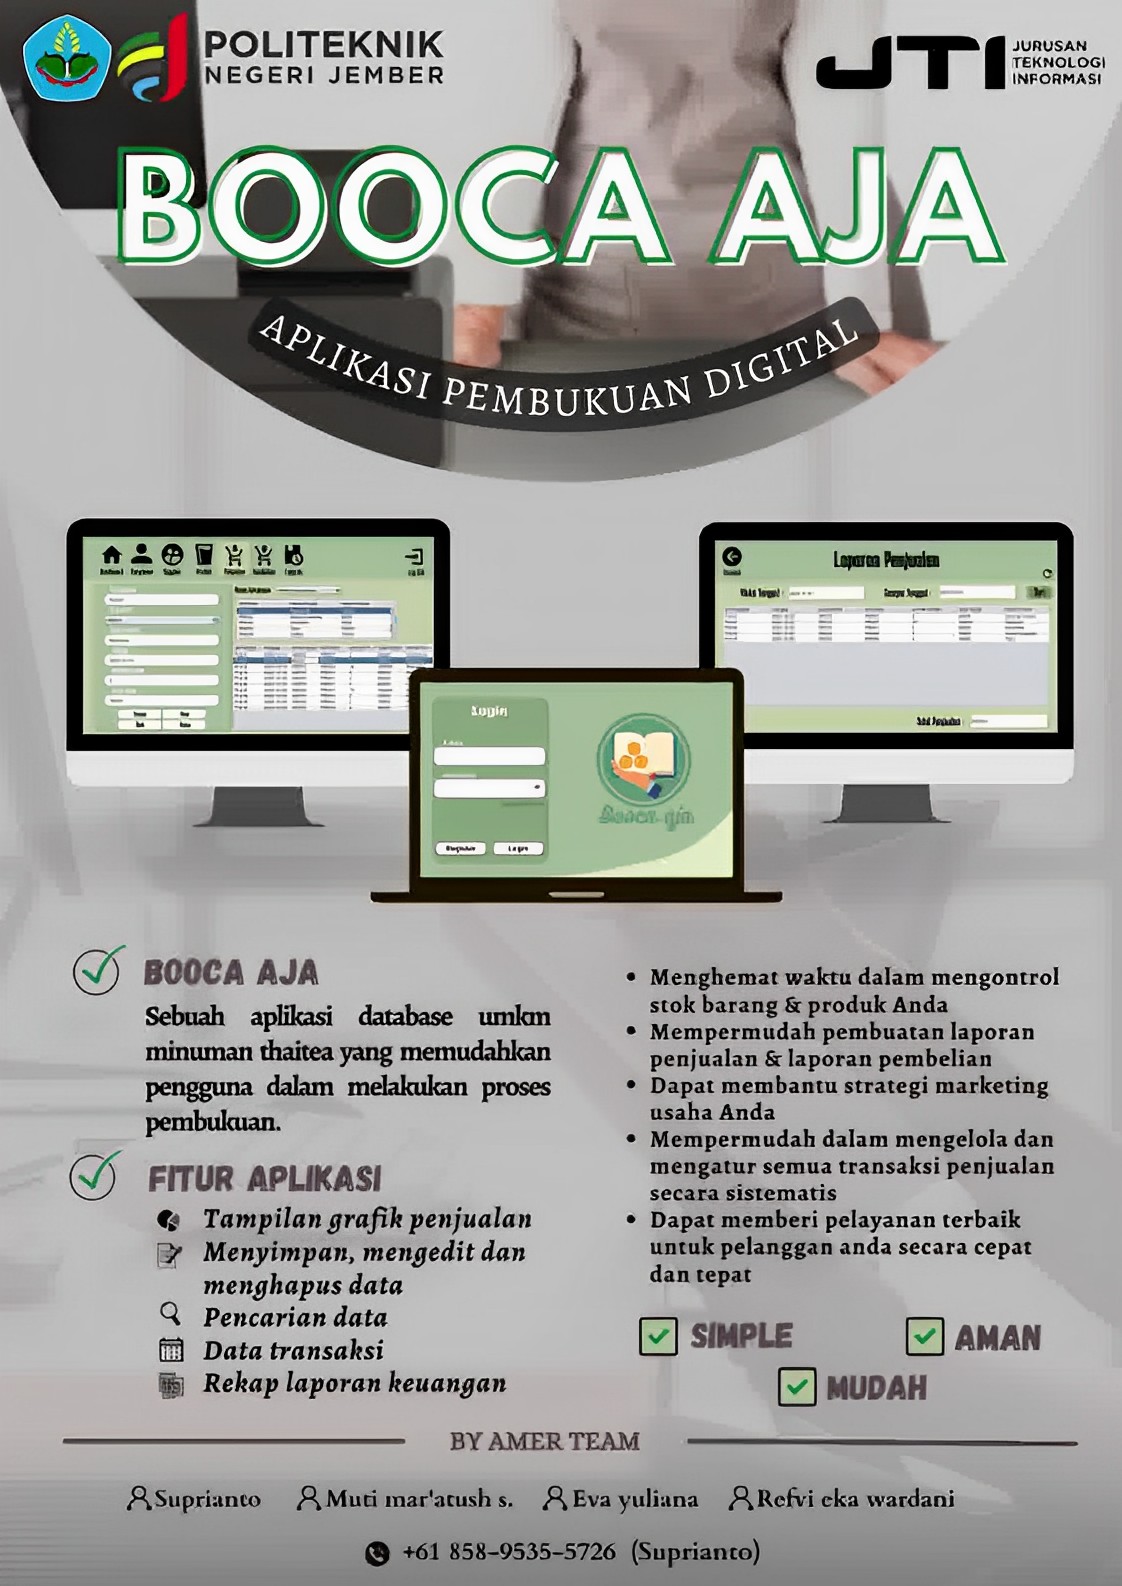 POLITEKNIK
NEGERI JEMBER
JTI
JURUSAN
TEKNOLOGI
INFORMASI
BOOCA AJA
APLIKASI PEMBUKUAN DIGITAL
Laporan Penjualan
Login
Login
BOOCA AJA
Sebuah aplikasi database umkm
minuman thaitea yang memudahkan
pengguna dalam melakukan proses
pembukuan.
FITUR APLIKASI
Tampilan grafik penjualan
Menyimpan, mengedit dan
menghapus data
Pencarian data
Data transaksi
Rekap laporan keuangan
• Menghemat waktu dalam mengontrol
stok barang & produk Anda
• Mempermudah pembuatan laporan
penjualan & laporan pembelian
• Dapat membantu strategi marketing
usaha Anda
• Mempermudah dalam mengelola dan
mengatur semua transaksi penjualan
secara sistematis
• Dapat memberi pelayanan terbaik
untuk pelanggan anda secara cepat
dan tepat
SIMPLE
AMAN
MUDAH
BY AMER TEAM
Suprianto
Muti mar'atush s.
Eva yuliana
Refvi eka wardani
+61 858-9535-5726 (Suprianto)